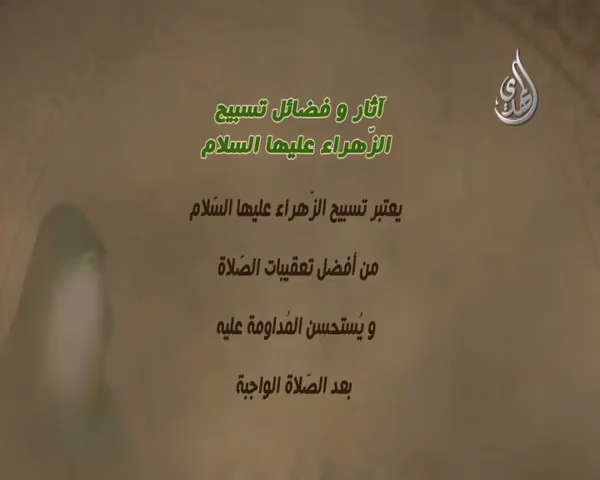 آثار و فضائل تسبيح
الزّهراء عليها السلام
يعتبر تسبيح الزّهراء عليها السّلام
من أفضل تعقيبات الصّلاة
و يُستحسن المُداومة عليه
بعد الصّلاة الواجبة
الهدى